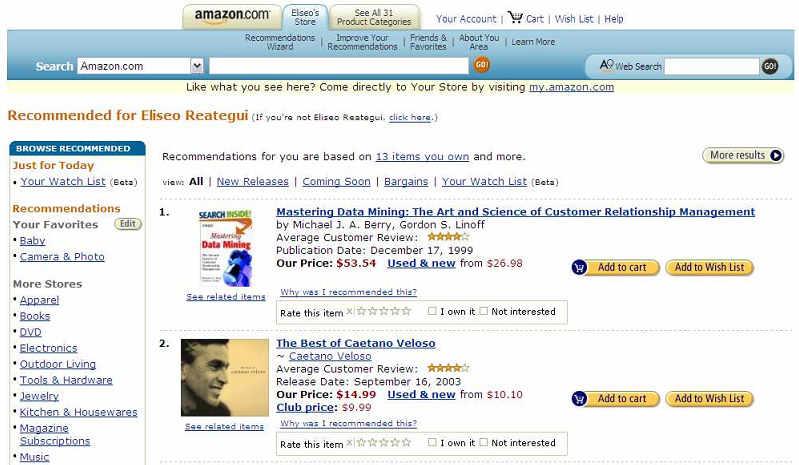 amazon.com
Eliseo's Store
See All 31 Product Categories
Your Account | Cart | Wish List | Help
Recommendations Wizard | Improve Your Recommendations | Friends & Favorites | About You Area | Learn More
Search Amazon.com GO! A9 Web Search GO!
Like what you see here? Come directly to Your Store by visiting my.amazon.com
Recommended for Eliseo Reategui (If you're not Eliseo Reategui, click here.)
BROWSE RECOMMENDED
Just for Today
• Your Watch List (Beta)
Recommendations
Your Favorites Edit
• Baby
• Camera & Photo
More Stores
• Apparel
• Books
• DVD
• Electronics
• Outdoor Living
• Tools & Hardware
• Jewelry
• Kitchen & Housewares
• Magazine
Subscriptions
• Music
Recommendations for you are based on 13 items you own and more.
More results
view: All | New Releases | Coming Soon | Bargains | Your Watch List (Beta)
1.
SEARCH INSIDE!
Mastering
Data Mining
See related items
Mastering Data Mining: The Art and Science of Customer Relationship Management
by Michael J. A. Berry, Gordon S. Linoff
Average Customer Review:
Publication Date: December 17, 1999
Our Price: $53.54 Used & new from $26.98
Add to cart Add to Wish List
Why was I recommended this?
Rate this item X I own it Not interested
2.
caetano veloso
See related items
The Best of Caetano Veloso
~ Caetano Veloso
Average Customer Review:
Release Date: September 16, 2003
Our Price: $14.99 Used & new from $10.10
Club price: $9.99
Add to cart Add to Wish List
Why was I recommended this?
Rate this item X I own it Not interested